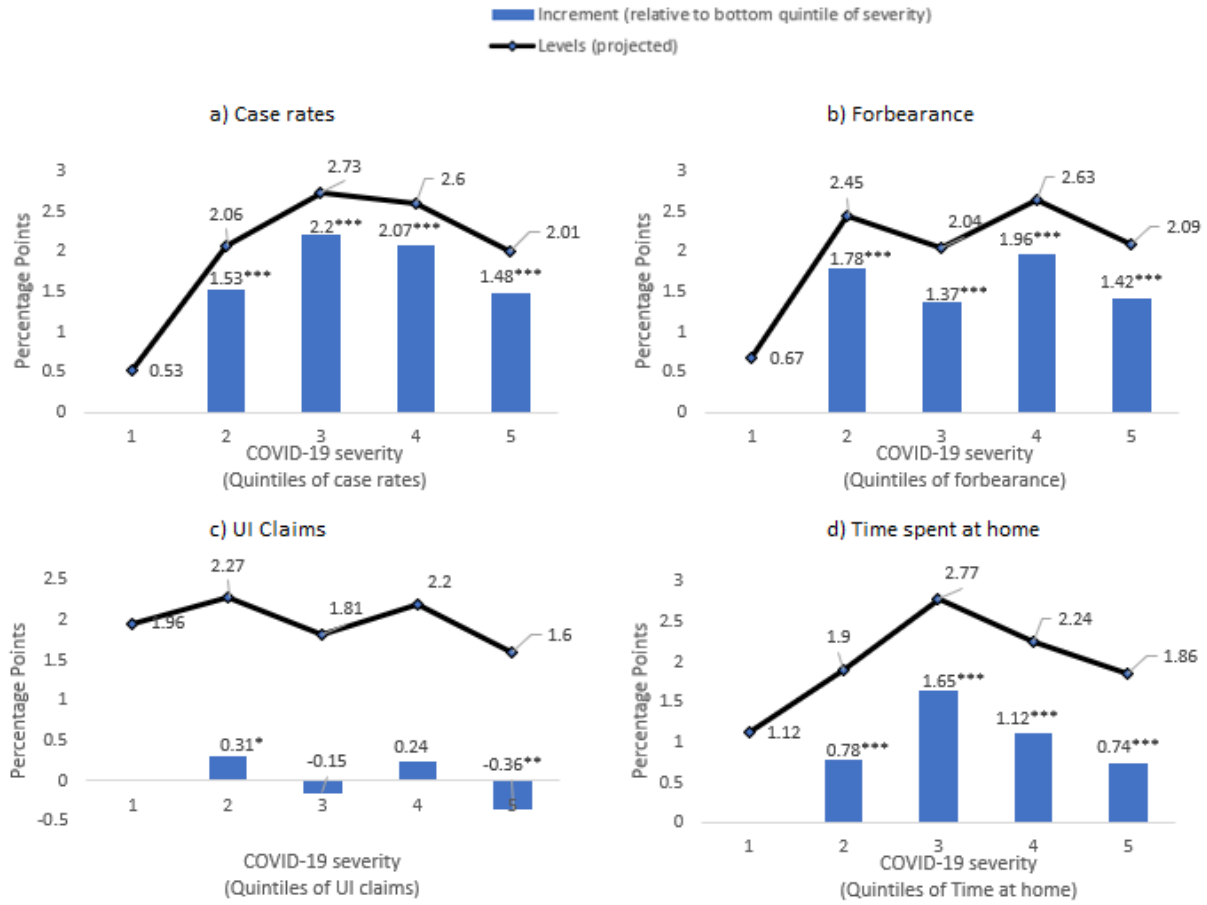 Increment (relative to bottom quintile of severity)
Levels (projected)
a) Case rates
Percentage Points
3
2.5
2
1.5
1
0.5
0
0.53
2.06
2.73
2.6
2.01
1.53***
2.2***
2.07***
1.48***
1 2 3 4 5
COVID-19 severity
(Quintiles of case rates)
b) Forbearance
Percentage Points
3
2.5
2
1.5
1
0.5
0
0.67
2.45
2.04
2.63
2.09
1.78***
1.37***
1.96***
1.42***
1 2 3 4 5
COVID-19 severity
(Quintiles of forbearance)
c) UI Claims
Percentage Points
2.5
2
1.5
1
0.5
0
-0.5
1.96
2.27
1.81
2.2
1.6
0.31*
-0.15
0.24
-0.36**
1 2 3 4 5
COVID-19 severity
(Quintiles of UI claims)
d) Time spent at home
Percentage Points
3
2.5
2
1.5
1
0.5
0
1.12
1.9
2.77
2.24
1.86
0.78***
1.65***
1.12***
0.74***
1 2 3 4 5
COVID-19 severity
(Quintiles of Time at home)